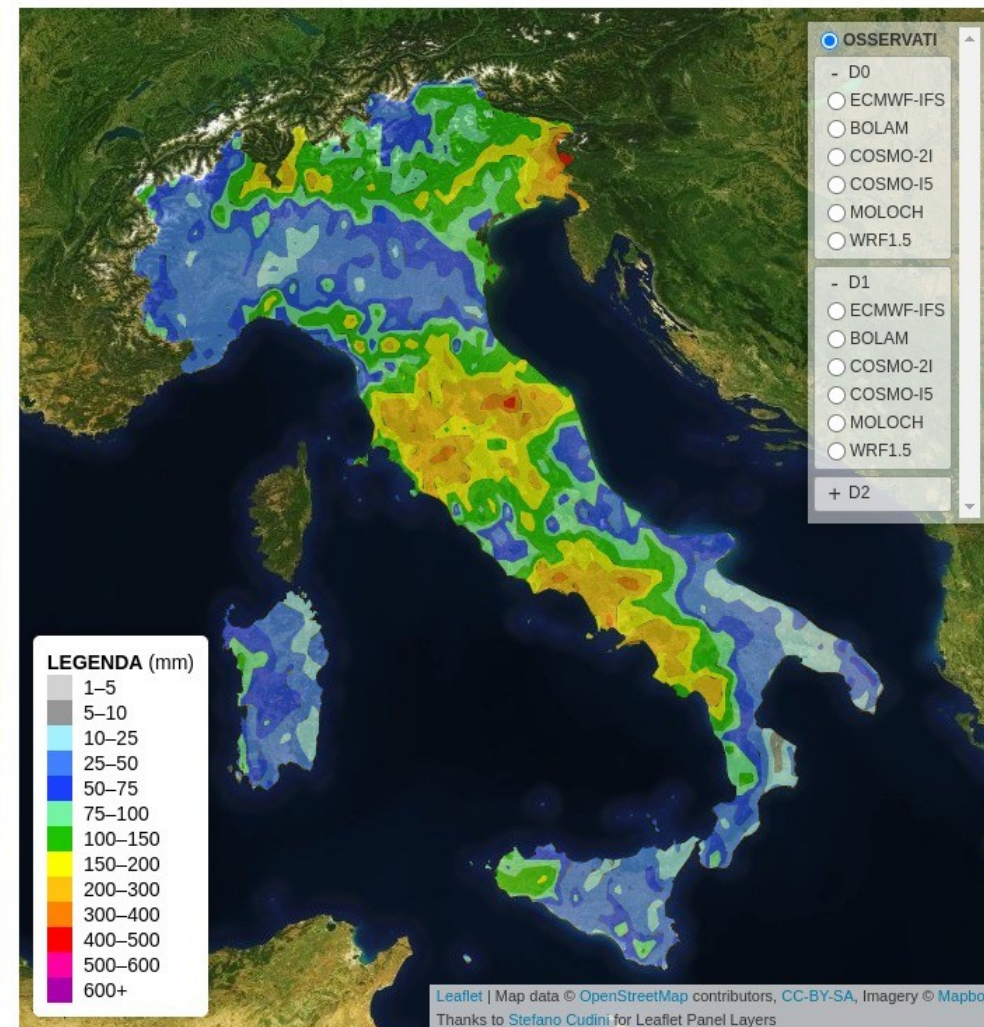 OSSERVATI
- D0
ECMWF-IFS
BOLAM
COSMO-2I
COSMO-I5
MOLOCH
WRF1.5
- D1
ECMWF-IFS
BOLAM
COSMO-2I
COSMO-I5
MOLOCH
WRF1.5
+ D2
LEGENDA (mm)
1–5
5–10
10–25
25–50
50–75
75–100
100–150
150–200
200–300
300–400
400–500
500–600
600+
Leaflet | Map data © OpenStreetMap contributors, CC-BY-SA, Imagery © Mapbo
Thanks to Stefano Cudini for Leaflet Panel Layers